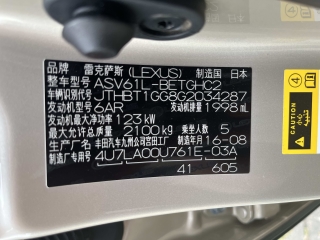 品牌 雷克萨斯 (LEXUS) 制造国 日本
整车型号 ASV61L-BETGHC2
车辆识别代号 JTHBT1GG8G2034287
发动机型号 6AR 发动机排量 1998 mL
发动机最大净功率 123 kW
最大允许总质量 2100 kg 乘坐人数 5
制造商 丰田汽车九州公司宫田工厂 制造年月 16-08
制造厂专用号 4U7LA00U761E-03A
41 605
CAUTION